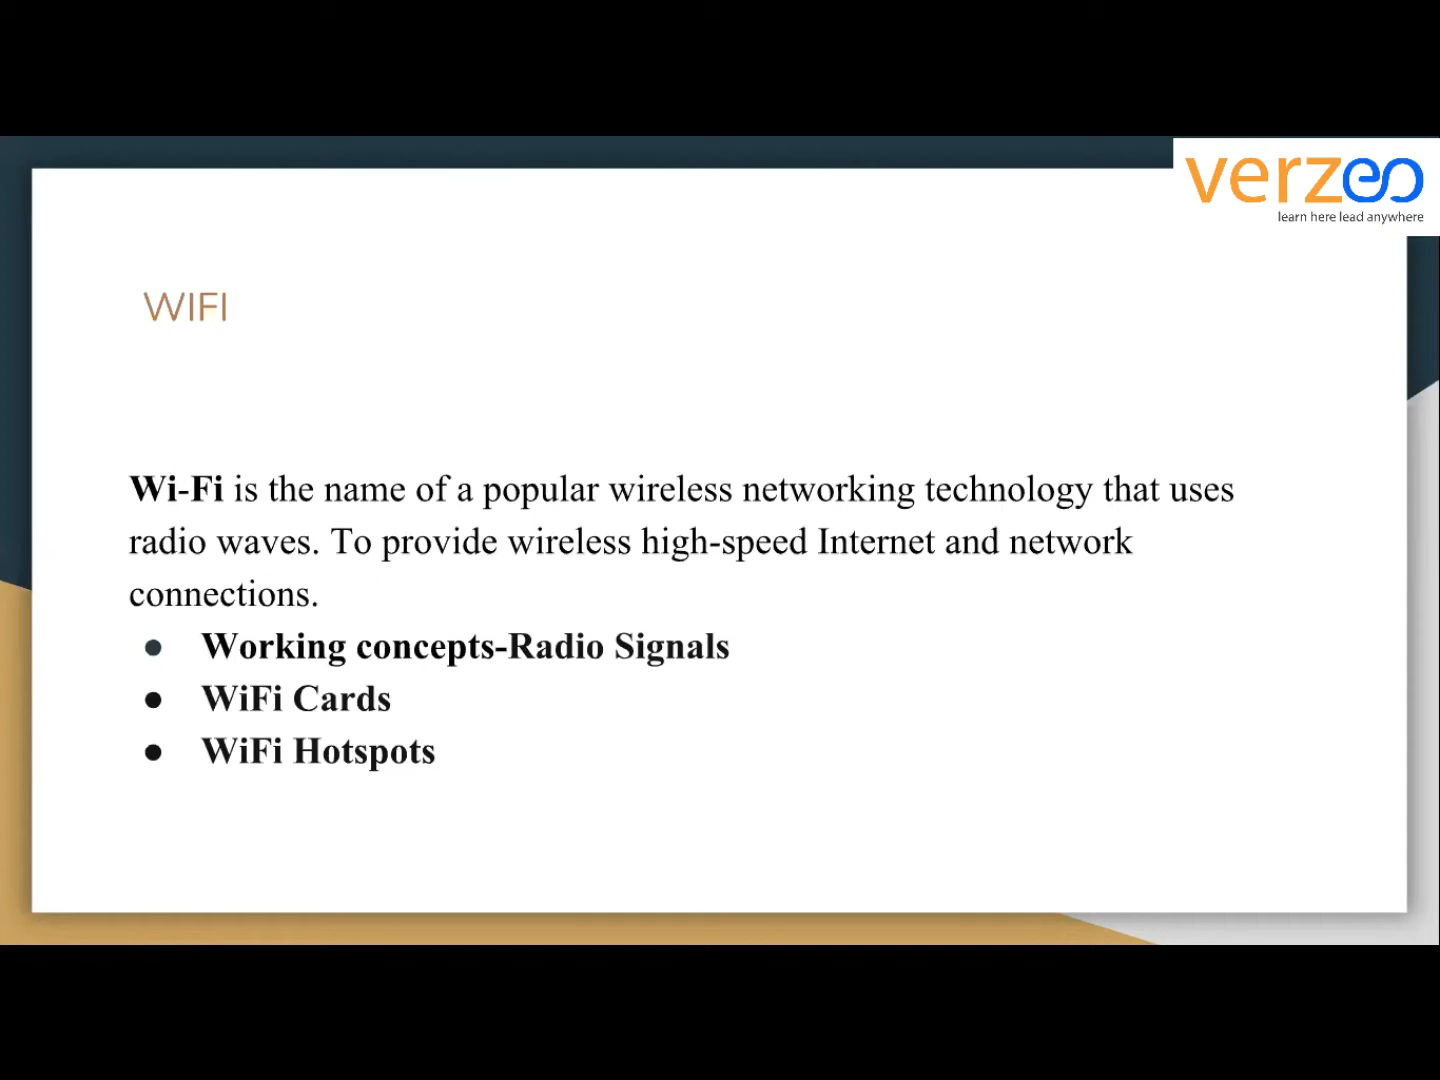 verzeo
learn here lead anywhere
WIFI
Wi-Fi is the name of a popular wireless networking technology that uses
radio waves. To provide wireless high-speed Internet and network
connections.
● Working concepts-Radio Signals
● WiFi Cards
● WiFi Hotspots